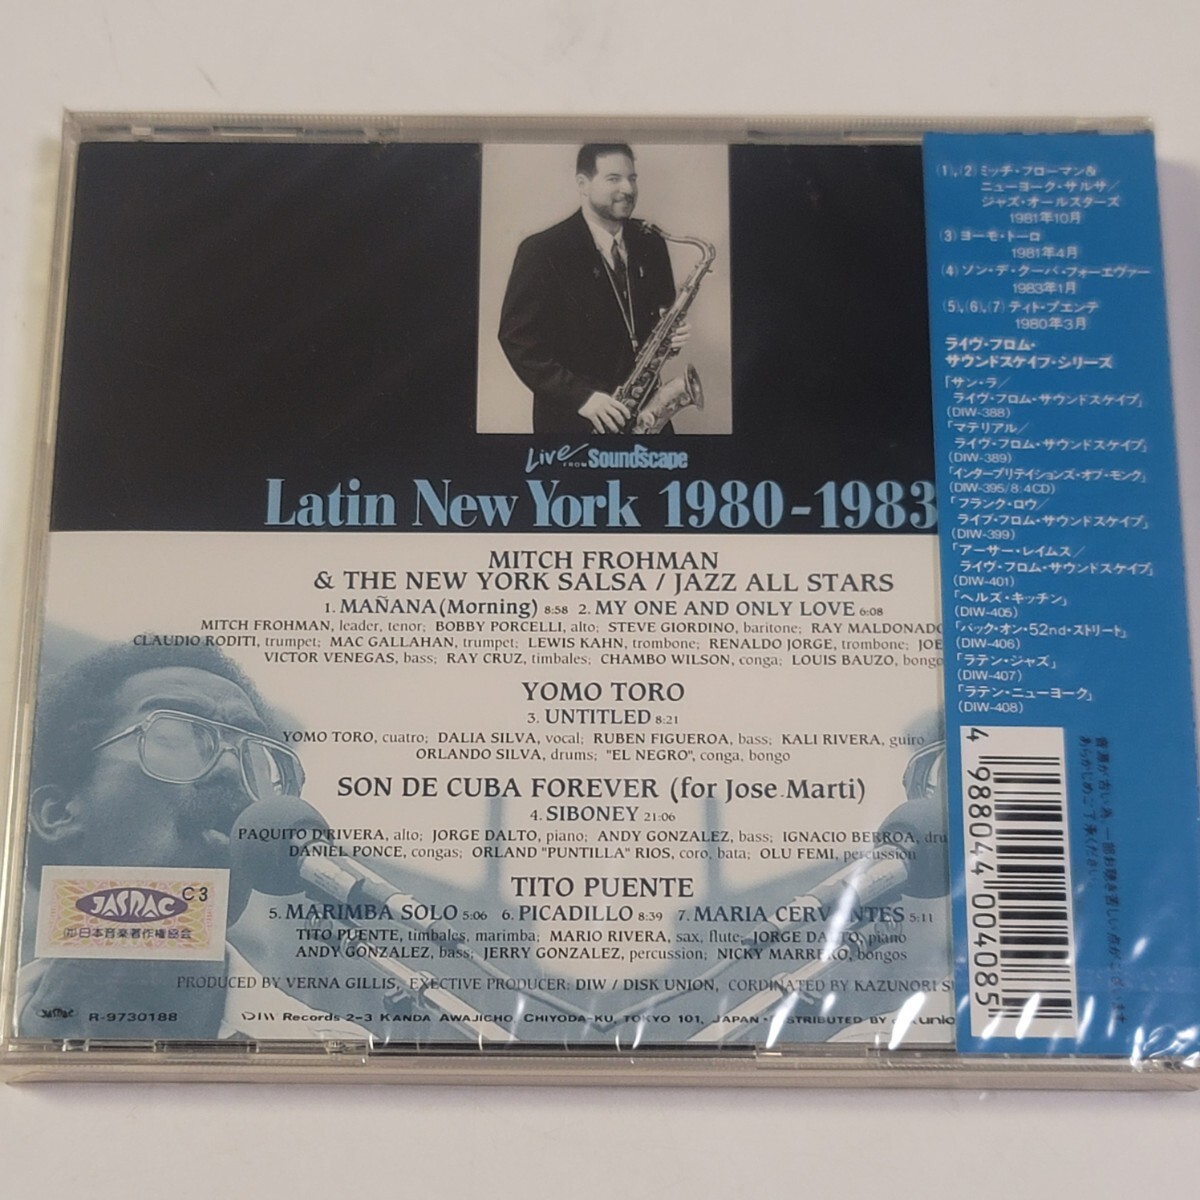 Live FROM Soundscape
Latin New York 1980-1983
MITCH FROHMAN
& THE NEW YORK SALSA / JAZZ ALL STARS
1. MAÑANA (Morning) 8:58 2. MY ONE AND ONLY LOVE 6:08
MITCH FROHMAN, leader, tenor; BOBBY PORCELLI, alto; STEVE GIORDINO, baritone; RAY MALDONADO
CLAUDIO RODITI, trumpet; MAC GALLAHAN, trumpet; LEWIS KAHN, trombone; RENALDO JORGE, trombone; JOE
VICTOR VENEGAS, bass; RAY CRUZ, timbales; CHAMBO WILSON, conga; LOUIS BAUZO, bongo
YOMO TORO
3. UNTITLED 8:21
YOMO TORO, cuatro; DALIA SILVA, vocal; RUBEN FIGUEROA, bass; KALI RIVERA, guiro
ORLANDO SILVA, drums; "EL NEGRO", conga, bongo
SON DE CUBA FOREVER (for Jose Marti)
4. SIBONEY 21:06
PAQUITO D'RIVERA, alto; JORGE DALTO, piano; ANDY GONZALEZ, bass; IGNACIO BERROA, dru
DANIEL PONCE, congas; ORLAND "PUNTILLA" RIOS, coro, bata; OLU FEMI, percussion
TITO PUENTE
5. MARIMBA SOLO 5:06 6. PICADILLO 8:39 7. MARIA CERVANTES 5:11
TITO PUENTE, timbales, marimba; MARIO RIVERA, sax, flute; JORGE DALTO, piano
ANDY GONZALEZ, bass; JERRY GONZALEZ, percussion; NICKY MARRERO, bongos
PRODUCED BY VERNA GILLIS, EXECTIVE PRODUCER: DIW / DISK UNION, CORDINATED BY KAZUNORI SU
DIW Records 2-3 KANDA AWAJICHO, CHIYODA-KU, TOKYO 101, JAPAN • DISTRIBUTED BY
JASRAC C3
(社)日本音楽著作権協会
JASRAC R-9730188
(1),(2)ミッチ・フローマン&
ニューヨーク・サルサ/
ジャズ・オールスターズ
1981年10月
(3)ヨーモ・トーロ
1981年4月
(4)ソン・デ・クーバ・フォーエヴァー
1983年1月
(5),(6),(7)ティト・プエンテ
1980年3月
ライヴ・フロム・
サウンドスケイプ・シリーズ
「サン・ラ/
ライヴ・フロム・サウンドスケイプ」
(DIW-388)
「マテリアル/
ライヴ・フロム・サウンドスケイプ」
(DIW-389)
「インタープリテイションズ・オブ・モンク」
(DIW-395/8:4CD)
「フランク・ロウ/
ライブ・フロム・サウンドスケイプ」
(DIW-399)
「アーサー・レイムス/
ライヴ・フロム・サウンドスケイプ」
(DIW-401)
「ヘルズ・キッチン」
(DIW-405)
「バック・オン・52nd・ストリート」
(DIW-406)
「ラテン・ジャズ」
(DIW-407)
「ラテン・ニューヨーク」
(DIW-408)
4 988044 004085